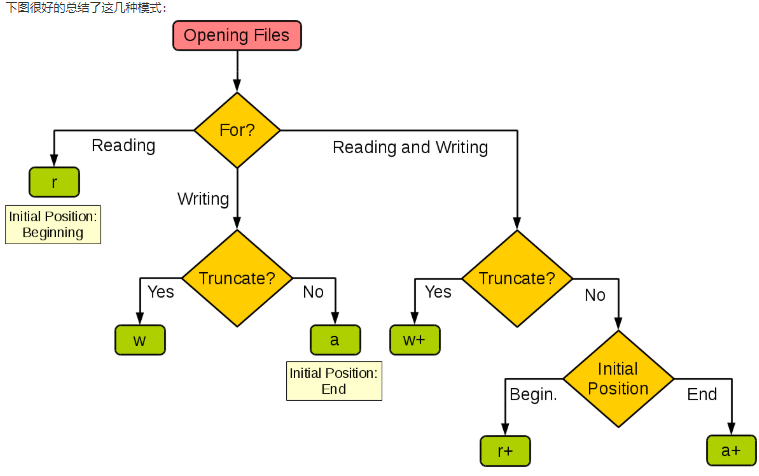 下图很好的总结了这几种模式：
Opening Files
For?
Reading
Reading and Writing
r
Writing
Initial Position:
Beginning
Truncate?
Truncate?
Yes
No
Yes
No
w
a
w+
Initial Position:
End
Initial
Position
Begin.
End
r+
a+